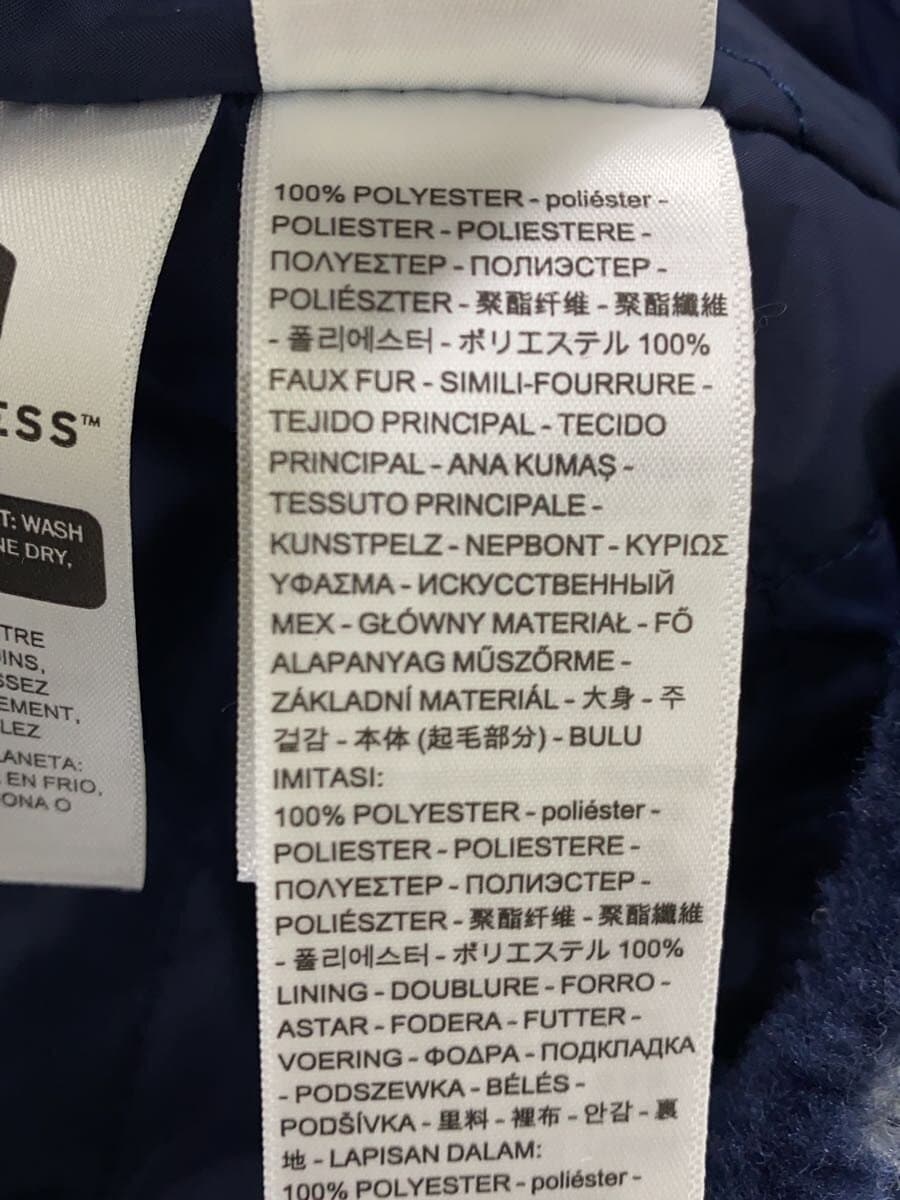 ESS™
T: WASH
NE DRY,
TRE
INS,
SSEZ
EMENT,
LEZ
LANETA:
EN FRIO,
ONA O
100% POLYESTER - poliéster -
POLIESTER - POLIESTERE -
ΠΟΛΥΕΣΤΕΡ - ПОЛИЭСТЕР -
POLIÉSZTER - 聚酯纤维 - 聚酯纖維
- 폴리에스터 - ポリエステル 100%
FAUX FUR - SIMILI-FOURRURE -
TEJIDO PRINCIPAL - TECIDO
PRINCIPAL - ANA KUMAŞ -
TESSUTO PRINCIPALE -
KUNSTPELZ - NEPBONT - ΚΥΡΙΩΣ
ΥΦΑΣΜΑ - ИСКУССТВЕННЫЙ
МЕХ - GŁÓWNY MATERIAŁ - FŐ
ALAPANYAG MŰSZŐRME -
ZÁKLADNÍ MATERIÁL - 大身 - 주
겉감 - 本体 (起毛部分) - BULU
IMITASI:
100% POLYESTER - poliéster -
POLIESTER - POLIESTERE -
ΠΟΛΥΕΣΤΕΡ - ПОЛИЭСТЕР -
POLIÉSZTER - 聚酯纤维 - 聚酯纖維
- 폴리에스터 - ポリエステル 100%
LINING - DOUBLURE - FORRO -
ASTAR - FODERA - FUTTER -
VOERING - ΦΟΔΡΑ - ПОДКЛАДКА
- PODSZEWKA - BÉLÉS -
PODŠÍVKA - 里料 - 裡布 - 안감 - 裏
地 - LAPISAN DALAM:
100% POLYESTER - poliéster -